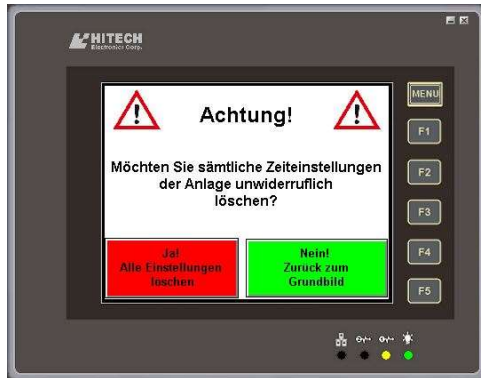 HITECH
Electronics Corp.
MENU
Achtung!
F1
Möchten Sie sämtliche Zeiteinstellungen
der Anlage unwiderruflich
löschen?
F2
F3
Ja!
Alle Einstellungen
löschen
Nein!
Zurück zum
Grundbild
F4
F5